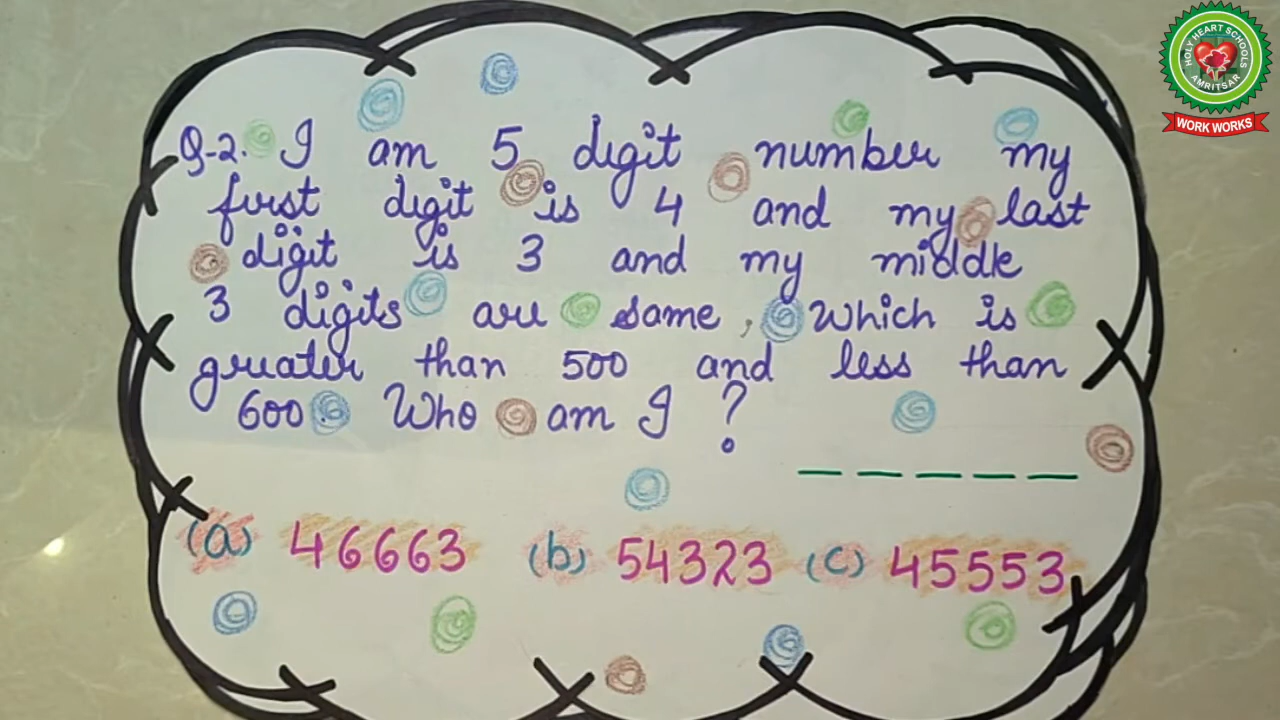 HOLY HEART SCHOOLS
AMRITSAR
WORK WORKS
Q-2. I am 5 digit number my
first digit is 4 and my last
digit is 3 and my middle
3 digits are same, Which is
greater than 500 and less than
600. Who am I ?
(a) 46663 (b) 54323 (c) 45553